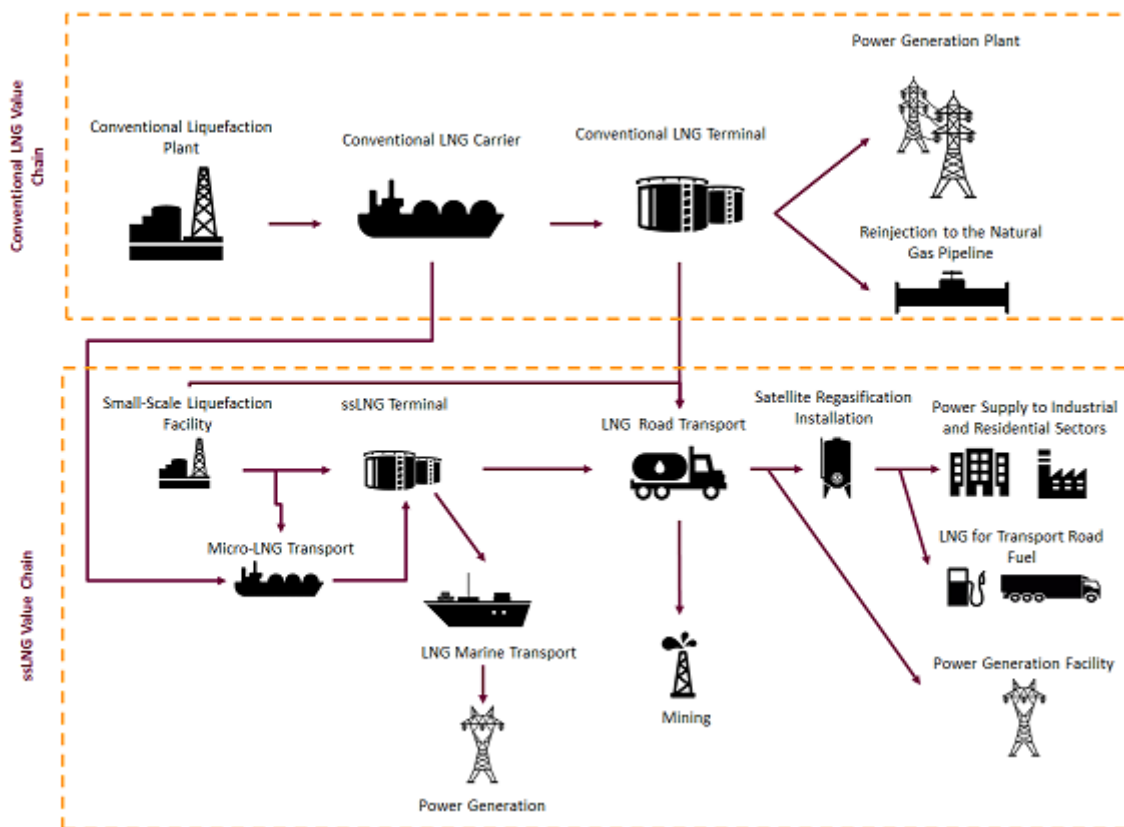 Conventional LNG Value
Chain
Power Generation Plant
Conventional Liquefaction
Plant
Conventional LNG Carrier
Conventional LNG Terminal
Reinjection to the Natural
Gas Pipeline
ssLNG Value Chain
Small-Scale Liquefaction
Facility
ssLNG Terminal
LNG Road Transport
Satellite Regasification
Installation
Power Supply to Industrial
and Residential Sectors
Micro-LNG Transport
LNG for Transport Road
Fuel
LNG Marine Transport
Mining
Power Generation Facility
Power Generation